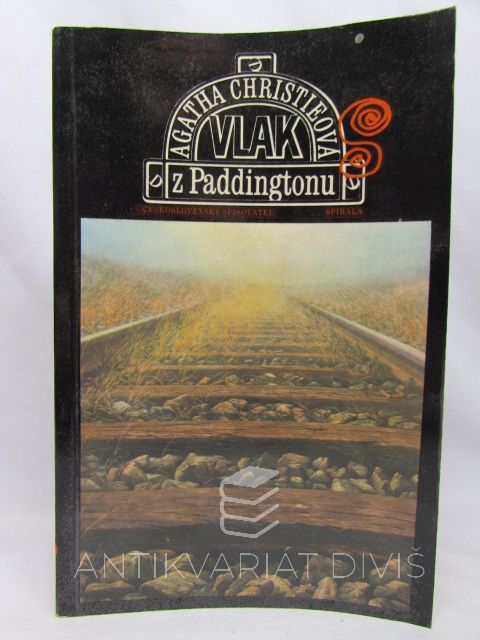 AGATHA CHRISTIEOVÁ
VLAK
z Paddingtonu
ČESKOSLOVENSKÝ SPISOVATEL SPIRÁLA
ANTIKVARIÁT DIVIŠ